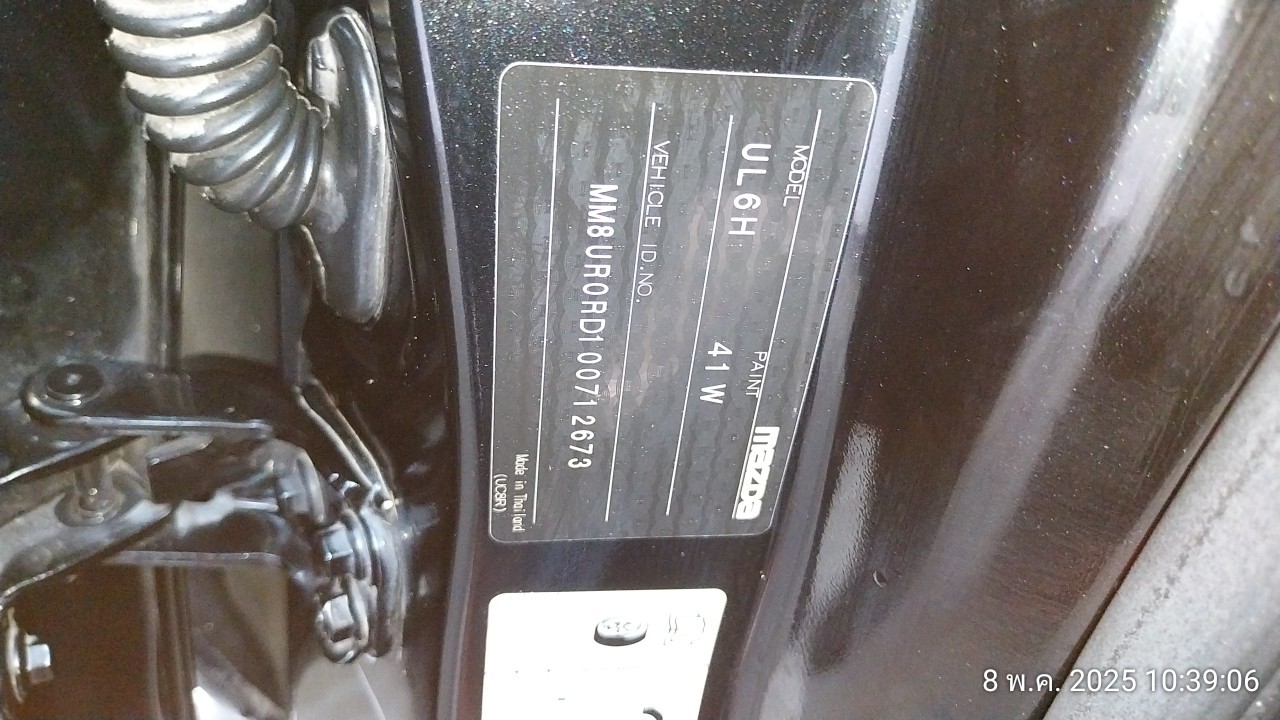 mazda
MODEL
PAINT
UL6H
41W
VEHICLE ID.NO.
MM8UR0RD100712673
Made in Thailand
(UC8R)
8 พ.ค. 2025 10:39:06